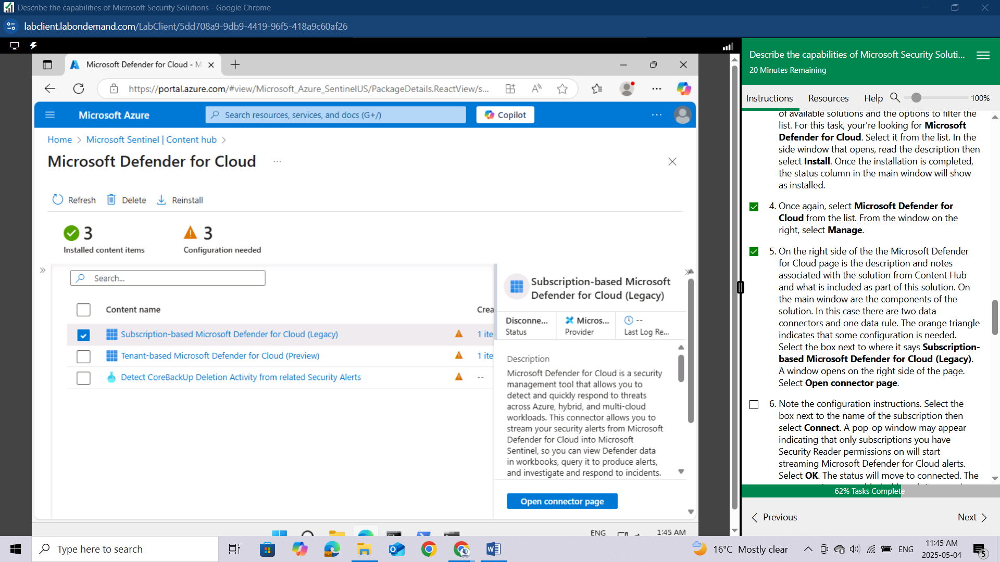 Describe the capabilities of Microsoft Security Solutions - Google Chrome
labclient.labondemand.com/LabClient/5dd708a9-9db9-4419-96f5-418a9c60af26
Microsoft Defender for Cloud - M
https://portal.azure.com/#view/Microsoft_Azure_SentinelUS/PackageDetails.ReactView/s...
Microsoft Azure
Search resources, services, and docs (G+/)
Copilot
Home > Microsoft Sentinel | Content hub >
Microsoft Defender for Cloud ...
Refresh Delete Reinstall
3 3
Installed content items Configuration needed
Search...
Content name Crea
Subscription-based Microsoft Defender for Cloud (Legacy) 1 ite
Tenant-based Microsoft Defender for Cloud (Preview) 1 ite
Detect CoreBackUp Deletion Activity from related Security Alerts --
Subscription-based Microsoft
Defender for Cloud (Legacy)
Disconne... Micros... --
Status Provider Last Log Re...
Description
Microsoft Defender for Cloud is a security
management tool that allows you to
detect and quickly respond to threats
across Azure, hybrid, and multi-cloud
workloads. This connector allows you to
stream your security alerts from Microsoft
Defender for Cloud into Microsoft
Sentinel, so you can view Defender data
in workbooks, query it to produce alerts,
and investigate and respond to incidents.
Open connector page
ENG 1:45 AM
Describe the capabilities of Microsoft Security Soluti...
20 Minutes Remaining
Instructions Resources Help 100%
of available solutions and the options to filter the
list. For this task, your're looking for Microsoft
Defender for Cloud. Select it from the list. In the
side window that opens, read the description then
select Install. Once the installation is completed,
the status column in the main window will show
as installed.
4. Once again, select Microsoft Defender for
Cloud from the list. From the window on the
right, select Manage.
5. On the right side of the the Microsoft Defender
for Cloud page is the description and notes
associated with the solution from Content Hub
and what is included as part of this solution. On
the main window are the components of the
solution. In this case there are two data
connectors and one data rule. The orange triangle
indicates that some configuration is needed.
Select the box next to where it says Subscription-
based Microsoft Defender for Cloud (Legacy).
A window opens on the right side of the page.
Select Open connector page.
6. Note the configuration instructions. Select the
box next to the name of the subscription then
select Connect. A pop-op window may appear
indicating that only subscriptions you have
Security Reader permissions on will start
streaming Microsoft Defender for Cloud alerts.
Select OK. The status will move to connected. The
62% Tasks Complete
Previous Next
Type here to search
16°C Mostly clear
ENG
11:45 AM
2025-05-04
5